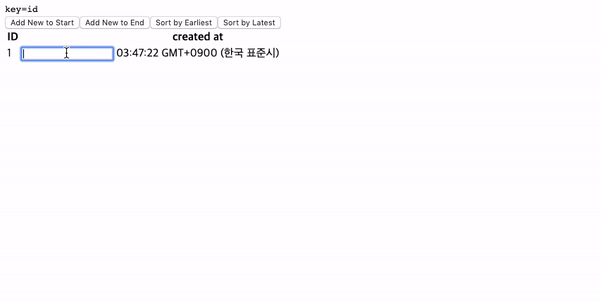 key=id
Add New to Start Add New to End Sort by Earliest Sort by Latest
ID created at
1 03:47:22 GMT+0900 (한국 표준시)